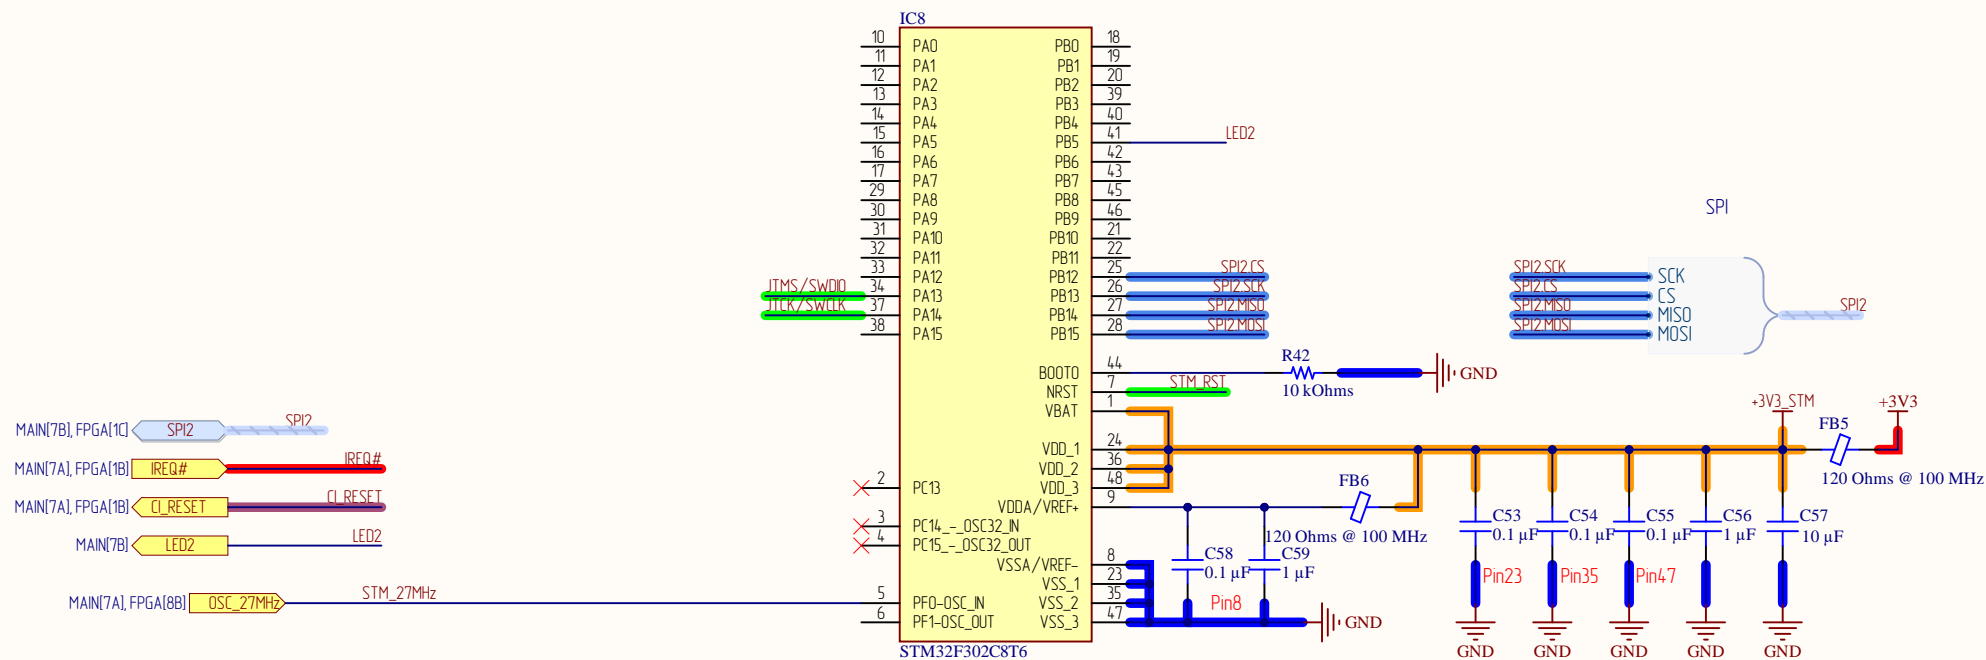 IC8
10 PA0 PB0 18
11 PA1 PB1 19
12 PA2 PB2 20
13 PA3 PB3 39
14 PA4 PB4 40
15 PA5 PB5 41 LED2
16 PA6 PB6 42
17 PA7 PB7 43
29 PA8 PB8 45
30 PA9 PB9 46
31 PA10 PB10 21
32 PA11 PB11 22
33 PA12 PB12 25 SPI2.CS
JTMS/SWDIO 34 PA13 PB13 26 SPI2.SCK
JTCK/SWCLK 37 PA14 PB14 27 SPI2.MISO
38 PA15 PB15 28 SPI2.MOSI
SPI
SPI2.SCK SCK
SPI2.CS CS
SPI2.MISO MISO
SPI2.MOSI MOSI
SPI2
BOOT0 44 R42 GND
10 kOhms
NRST 7 STM_RST
VBAT 1
VDD_1 24
VDD_2 36
VDD_3 48
VDDA/VREF+ 9
+3V3_STM
+3V3
FB5
120 Ohms @ 100 MHz
FB6
120 Ohms @ 100 MHz
MAIN[7B], FPGA[1C] SPI2 SPI2
MAIN[7A], FPGA[1B] IREQ# IREQ#
MAIN[7A], FPGA[1B] CI_RESET CI_RESET
MAIN[7B] LED2 LED2
MAIN[7A], FPGA[8B] OSC_27MHz STM_27MHz
2 PC13
3 PC14_-_OSC32_IN
4 PC15_-_OSC32_OUT
5 PF0-OSC_IN
6 PF1-OSC_OUT
VSSA/VREF- 8
VSS_1 23
VSS_2 35
VSS_3 47
C58
0.1 µF
C59
1 µF
Pin8
GND
C53
0.1 µF
C54
0.1 µF
C55
0.1 µF
C56
1 µF
C57
10 µF
Pin23
Pin35
Pin47
GND
GND
GND
GND
GND
STM32F302C8T6